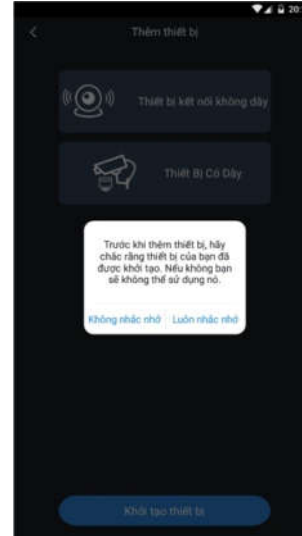 20:
Thêm thiết bị
Thiết bị kết nối không dây
Thiết Bị Có Dây
Trước khi thêm thiết bị, hãy
chắc rằng thiết bị của bạn đã
được khởi tạo. Nếu không bạn
sẽ không thể sử dụng nó.
Không nhắc nhở Luôn nhắc nhở
Khởi tạo thiết bị